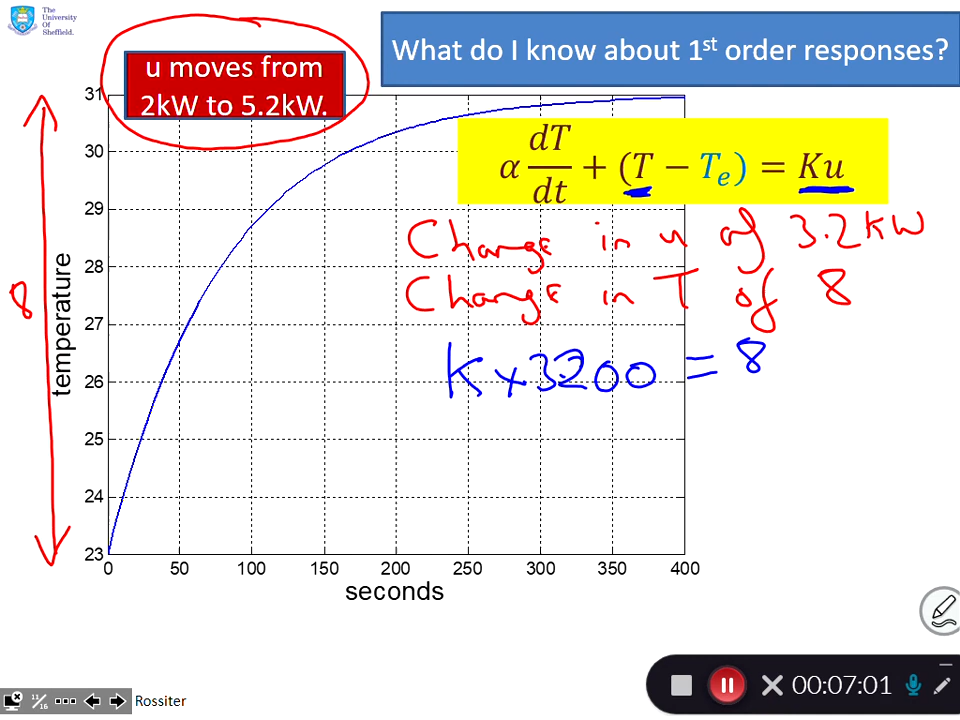 The
University
Of
Sheffield.
What do I know about 1st order responses?
u moves from
2kW to 5.2kW.
α dT/dt + (T − Te) = Ku
Change in u of 3.2kW
Change in T of 8
K x 3200 = 8
8
temperature
31
30
29
28
27
26
25
24
23
0 50 100 150 200 250 300 350 400
seconds
11/16
Rossiter
00:07:01